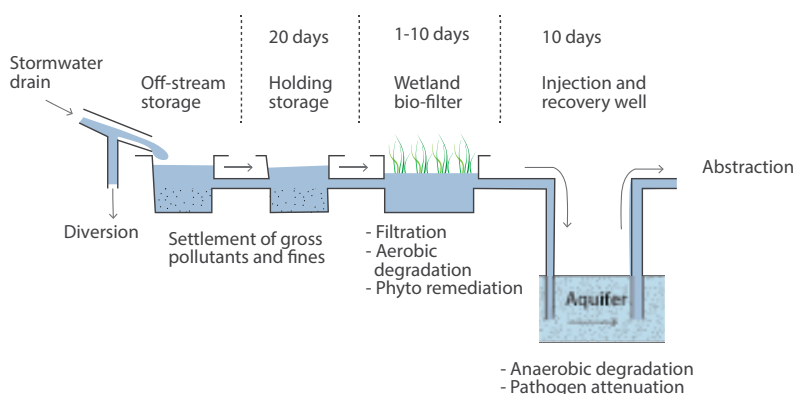 20 days
1-10 days
10 days
Stormwater
drain
Off-stream
storage
Holding
storage
Wetland
bio-filter
Injection and
recovery well
Abstraction
Diversion
Settlement of gross
pollutants and fines
- Filtration
- Aerobic
degradation
- Phyto remediation
Aquifer
- Anaerobic degradation
- Pathogen attenuation